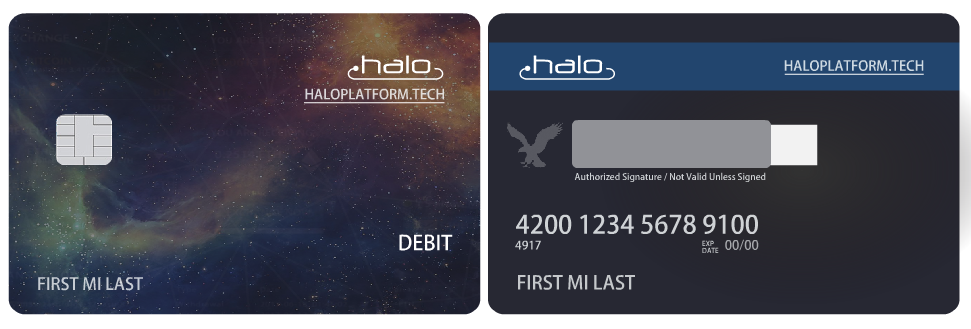 halo
HALOPLATFORM.TECH
DEBIT
FIRST MI LAST
halo
HALOPLATFORM.TECH
Authorized Signature / Not Valid Unless Signed
4200 1234 5678 9100
4917
EXP DATE 00/00
FIRST MI LAST